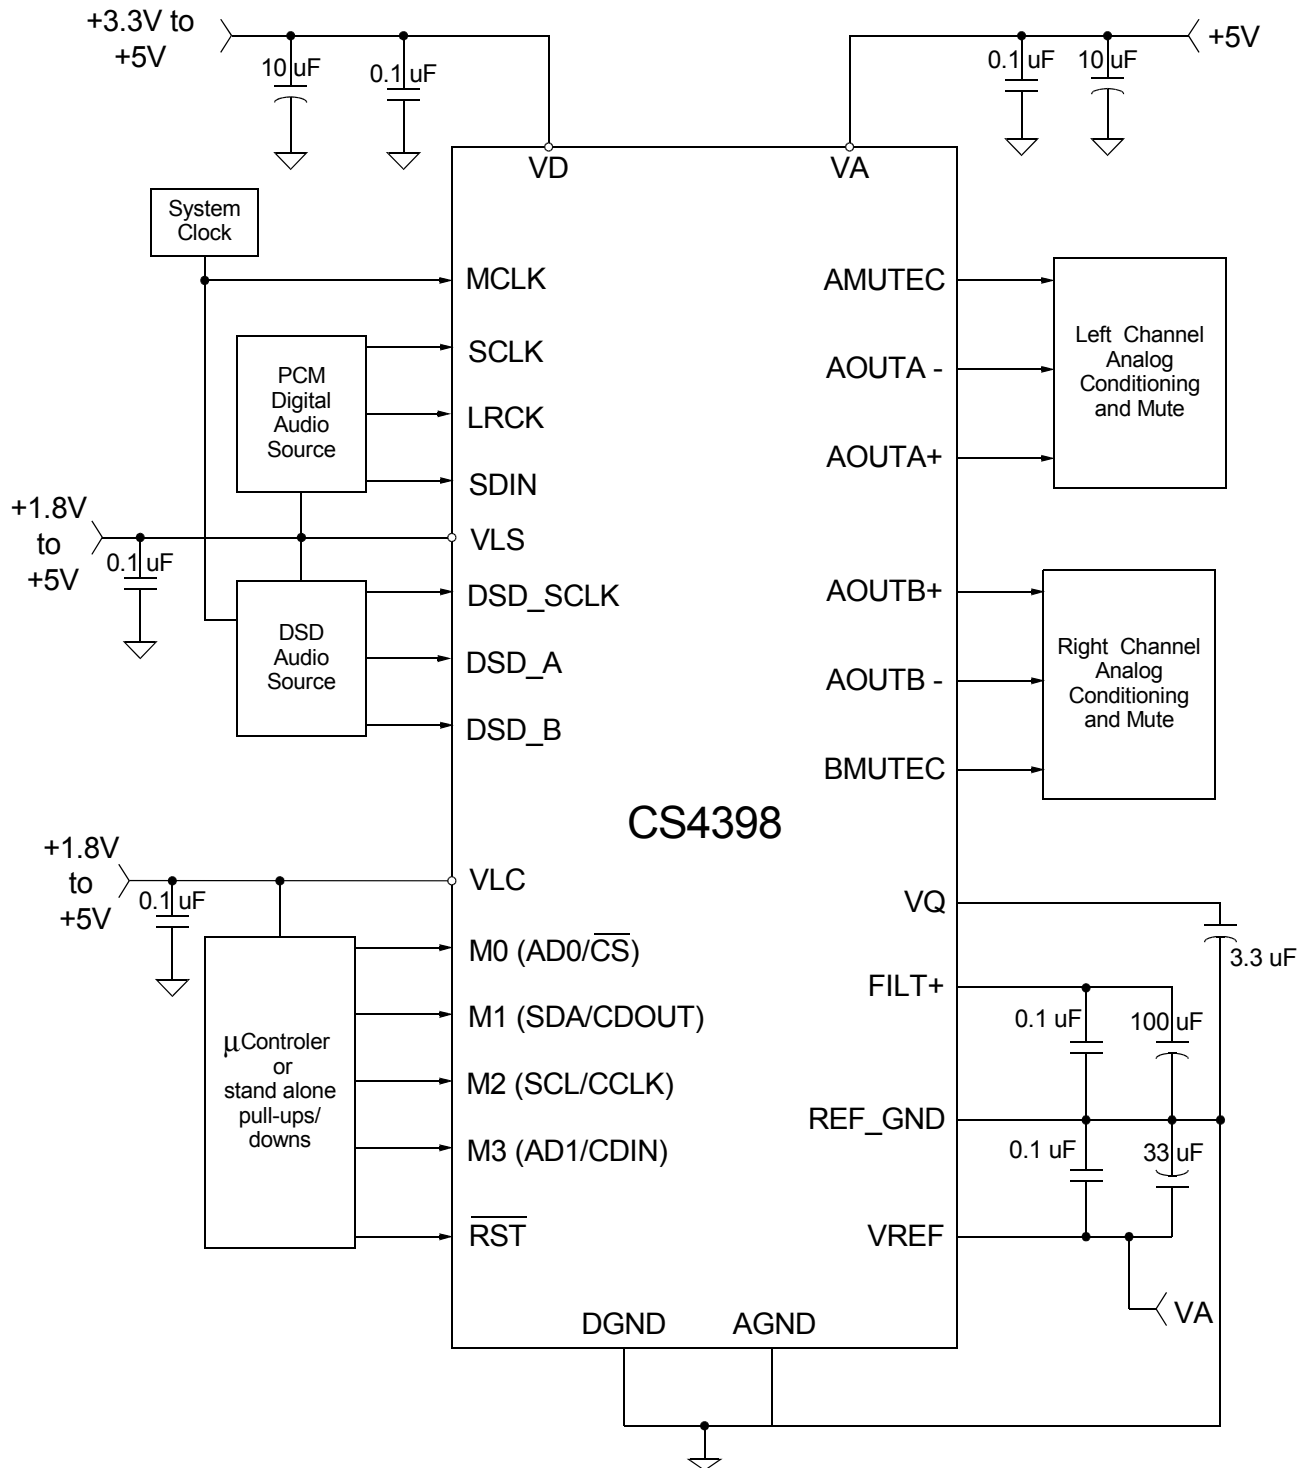 +3.3V to
+5V
10 uF
0.1 uF
0.1 uF
10 uF
+5V
VD
VA
System
Clock
MCLK
AMUTEC
SCLK
AOUTA -
PCM
Digital
Audio
Source
Left Channel
Analog
Conditioning
and Mute
LRCK
AOUTA+
SDIN
+1.8V
to
+5V
0.1 uF
VLS
DSD_SCLK
AOUTB+
DSD
Audio
Source
DSD_A
AOUTB -
Right Channel
Analog
Conditioning
and Mute
DSD_B
BMUTEC
CS4398
+1.8V
to
+5V
0.1 uF
VLC
VQ
3.3 uF
M0 (AD0/C̅S̅)
FILT+
0.1 uF
100 uF
M1 (SDA/CDOUT)
µControler
or
stand alone
pull-ups/
downs
M2 (SCL/CCLK)
REF_GND
M3 (AD1/CDIN)
0.1 uF
33 uF
R̅S̅T̅
VREF
VA
DGND
AGND